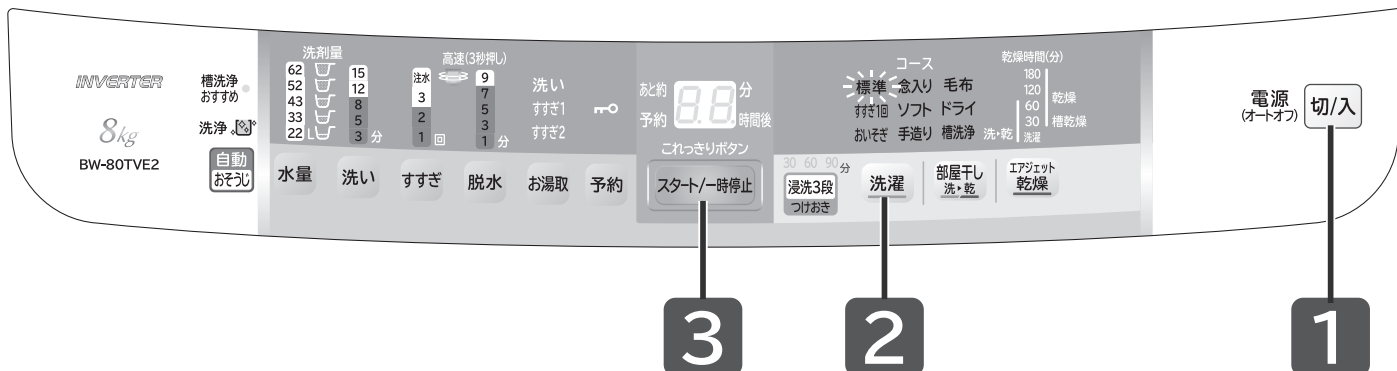 INVERTER
8kg
BW-80TVE2
槽洗浄
おすすめ
洗浄
自動
おそうじ
洗剤量
62
52
43
33
22 L
15
12
8
5
3 分
高速(3秒押し)
注水
3
2
1 回
9
7
5
3
1 分
洗い
すすぎ1
すすぎ2
水量
洗い
すすぎ
脱水
お湯取
予約
あと約 88 分
予約 時間後
これっきりボタン
スタート/一時停止
コース
標準 念入り 毛布
すすぎ1回 ソフト ドライ
おいそぎ 手造り 槽洗浄
乾燥時間(分)
180
120
60
30
洗濯
乾燥
槽乾燥
洗▸乾
30 60 90 分
浸洗3段
つけおき
洗濯
部屋干し
洗▸乾
エアジェット
乾燥
電源
(オートオフ)
切/入
3
2
1